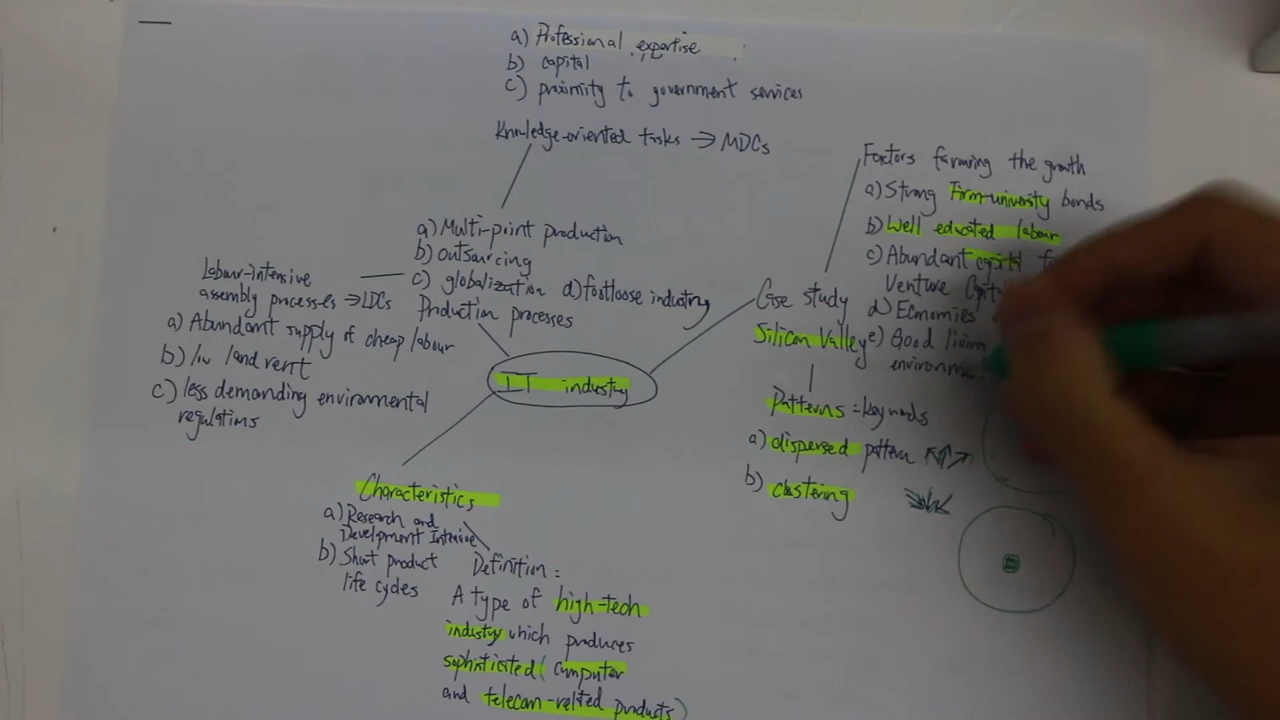 a) Professional expertise
b) capital
c) proximity to government services
Knowledge-oriented tasks → MDCs
a) Multi-point production
b) outsourcing
c) globalization d) footloose industry
Production processes
Labour-intensive
assembly processes → LDCs
a) Abundant supply of cheap labour
b) low land rent
c) less demanding environmental
regulations
IT industry
Case study
Silicon Valley
Factors farming the growth
a) Strong Firm-university bonds
b) Well educated labour
c) Abundant capital
Venture
d) Economies
e) Good living
Patterns = keywords
a) dispersed pattern
b) clustering
Characteristics
a) Research and
Development Intensive
b) Short product
life cycles
Definition :
A type of high-tech
industry which produces
sophisticated ( computer
and telecom-related products)